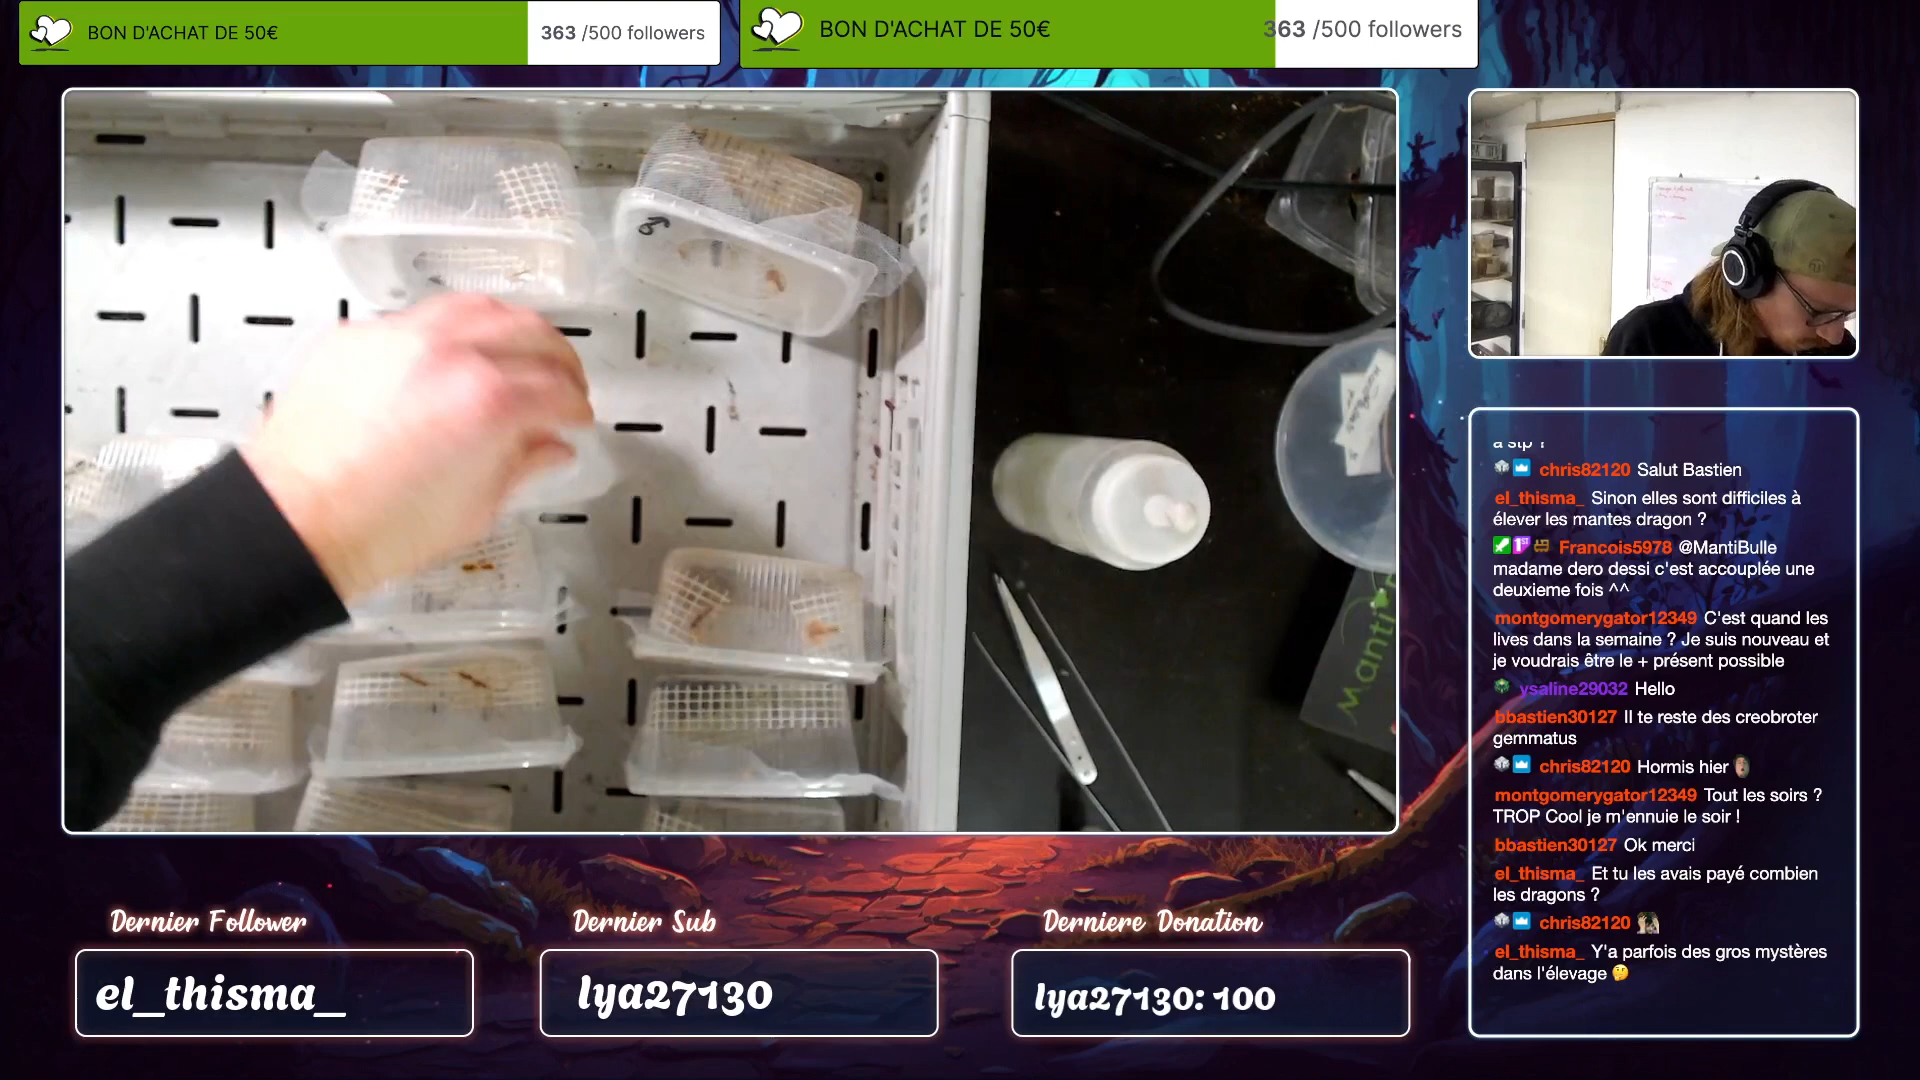 BON D'ACHAT DE 50€
363 /500 followers
BON D'ACHAT DE 50€
363 /500 followers
Manti
chris82120 Salut Bastien
el_thisma_ Sinon elles sont difficiles à
élever les mantes dragon ?
Francois5978 @MantiBulle
madame dero dessi c'est accouplée une
deuxieme fois ^^
montgomerygator12349 C'est quand les
lives dans la semaine ? Je suis nouveau et
je voudrais être le + présent possible
ysaline29032 Hello
bbastien30127 Il te reste des creobroter
gemmatus
chris82120 Hormis hier
montgomerygator12349 Tout les soirs ?
TROP Cool je m'ennuie le soir !
bbastien30127 Ok merci
el_thisma_ Et tu les avais payé combien
les dragons ?
chris82120
el_thisma_ Y'a parfois des gros mystères
dans l'élevage 🤔
Dernier Follower
el_thisma_
Dernier Sub
lya27130
Derniere Donation
lya27130: 100